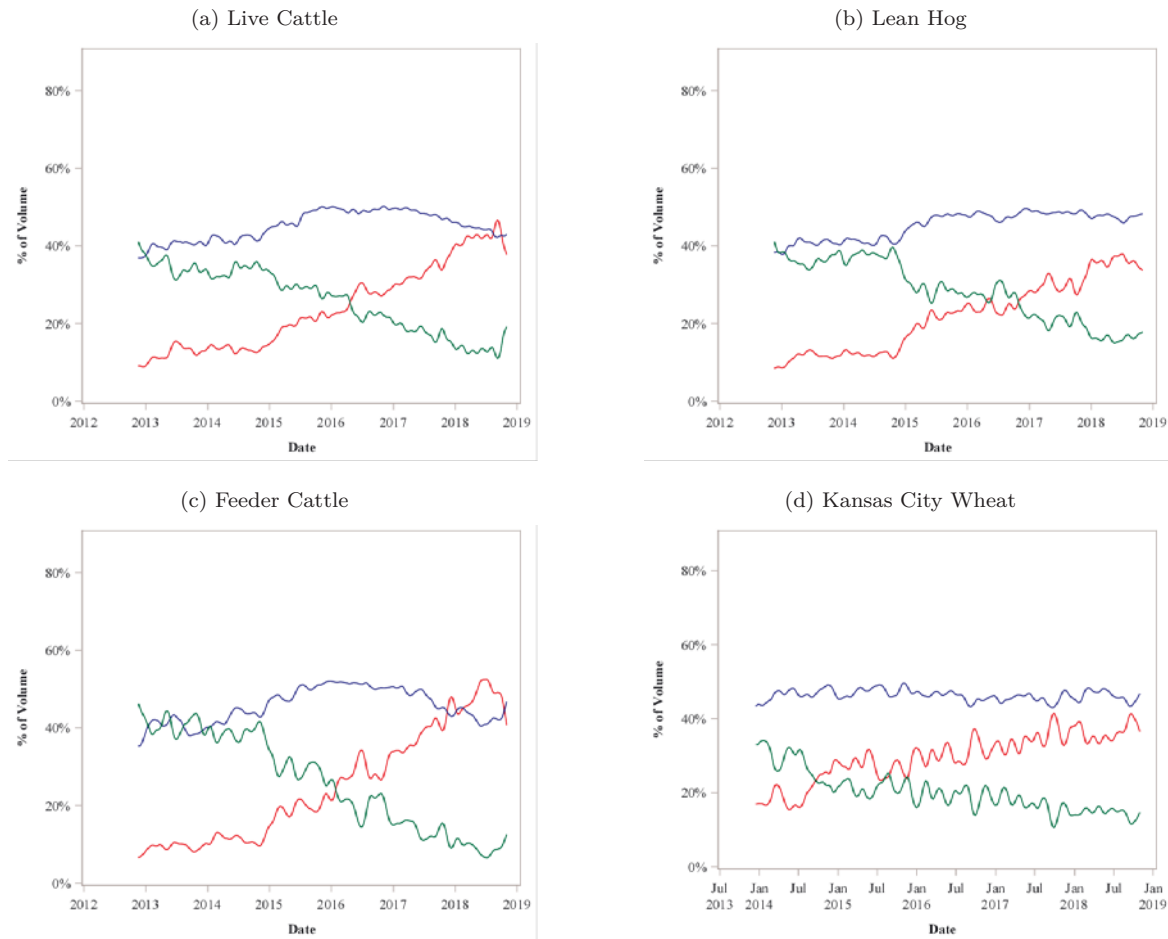 (a) Live Cattle
80%
60%
40%
20%
0%
% of Volume
2012 2013 2014 2015 2016 2017 2018 2019
Date
(b) Lean Hog
80%
60%
40%
20%
0%
% of Volume
2012 2013 2014 2015 2016 2017 2018 2019
Date
(c) Feeder Cattle
80%
60%
40%
20%
0%
% of Volume
2012 2013 2014 2015 2016 2017 2018 2019
Date
(d) Kansas City Wheat
80%
60%
40%
20%
0%
% of Volume
Jul Jan Jul Jan Jul Jan Jul Jan Jul Jan Jul Jan
2013 2014 2015 2016 2017 2018 2019
Date